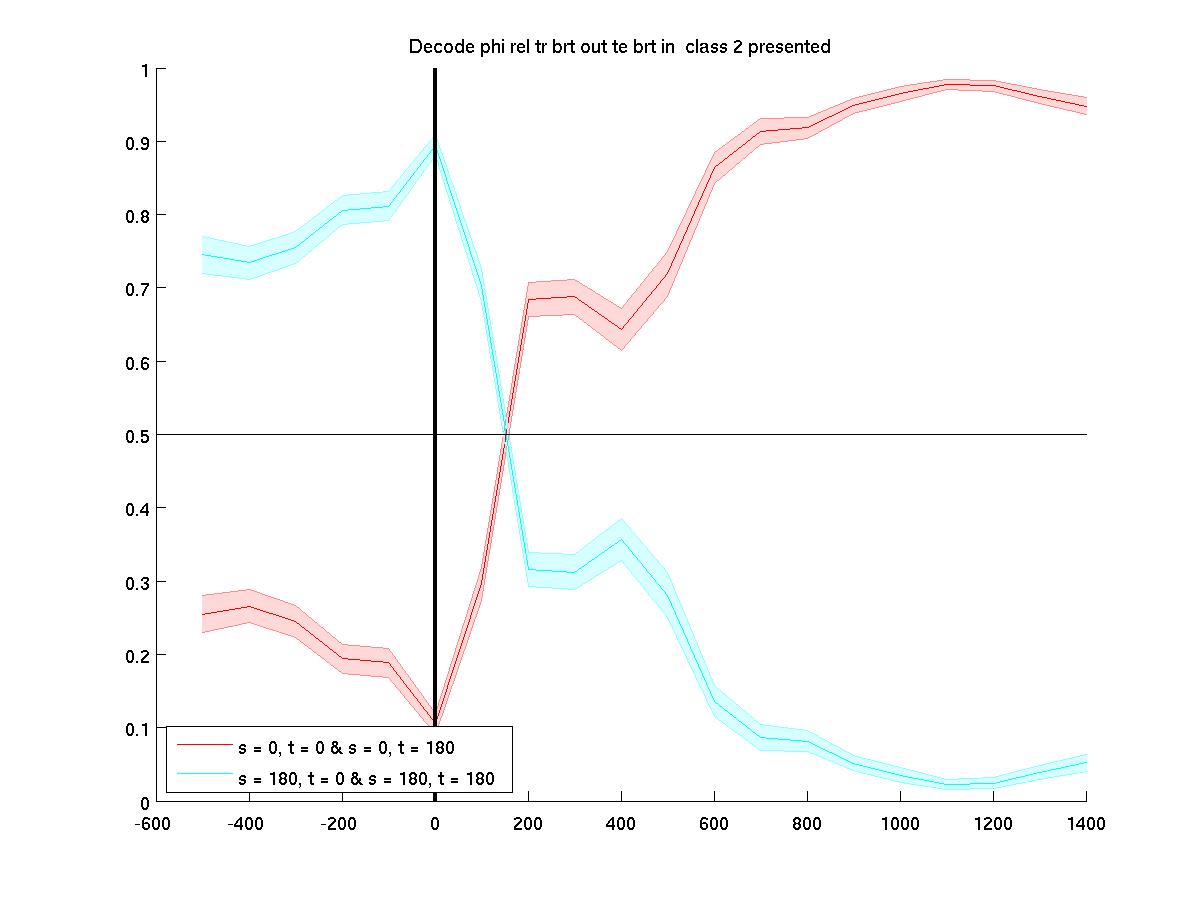 Decode phi rel tr brt out te brt in  class 2 presented
1
0.9
0.8
0.7
0.6
0.5
0.4
0.3
0.2
0.1
0
s = 0, t = 0 & s = 0, t = 180
s = 180, t = 0 & s = 180, t = 180
-600 -400 -200 0 200 400 600 800 1000 1200 1400